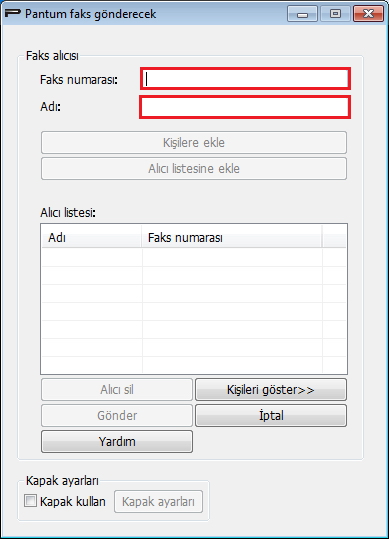 Pantum faks gönderecek
Faks alıcısı
Faks numarası:
Adı:
Kişilere ekle
Alıcı listesine ekle
Alıcı listesi:
Adı Faks numarası
Alıcı sil Kişileri göster>>
Gönder İptal
Yardım
Kapak ayarları
Kapak kullan Kapak ayarları